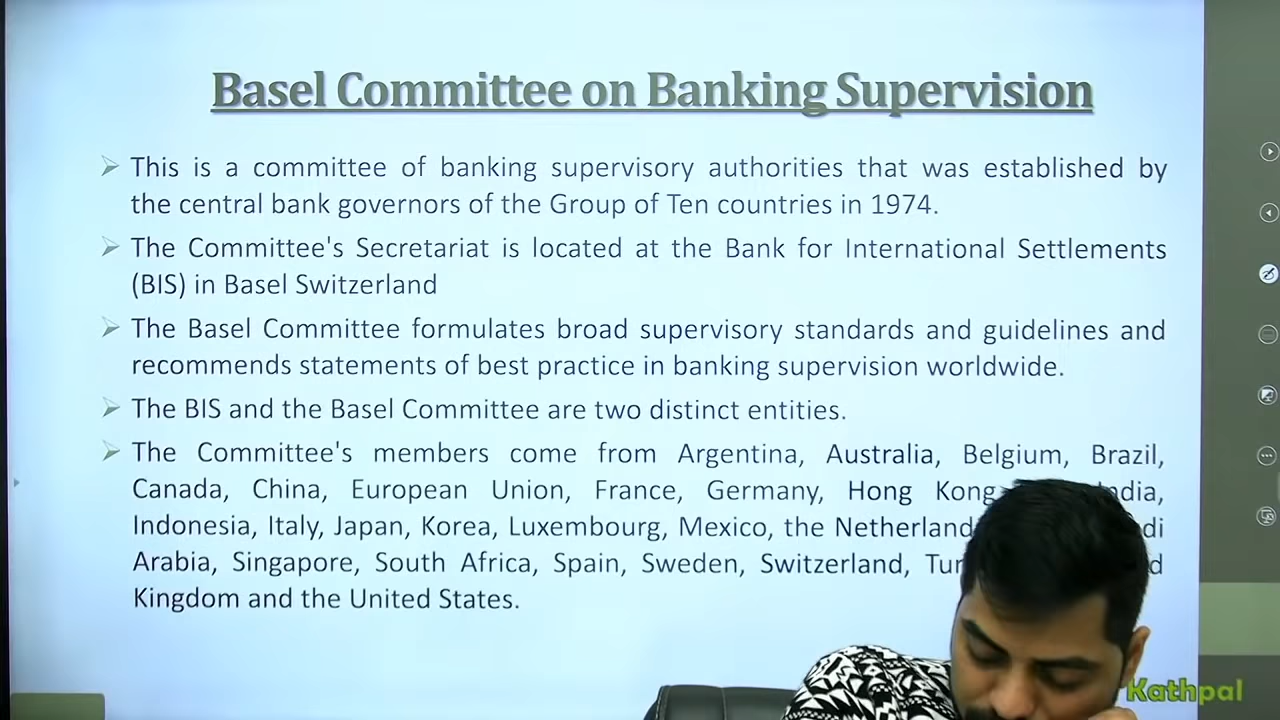 Basel Committee on Banking Supervision
This is a committee of banking supervisory authorities that was established by
the central bank governors of the Group of Ten countries in 1974.
The Committee's Secretariat is located at the Bank for International Settlements
(BIS) in Basel Switzerland
The Basel Committee formulates broad supervisory standards and guidelines and
recommends statements of best practice in banking supervision worldwide.
The BIS and the Basel Committee are two distinct entities.
The Committee's members come from Argentina, Australia, Belgium, Brazil,
Canada, China, European Union, France, Germany, Hong Kong
Indonesia, Italy, Japan, Korea, Luxembourg, Mexico, the
Arabia, Singapore, South Africa, Spain, Sweden, Switzerland,
Kingdom and the United States.
Kathpal